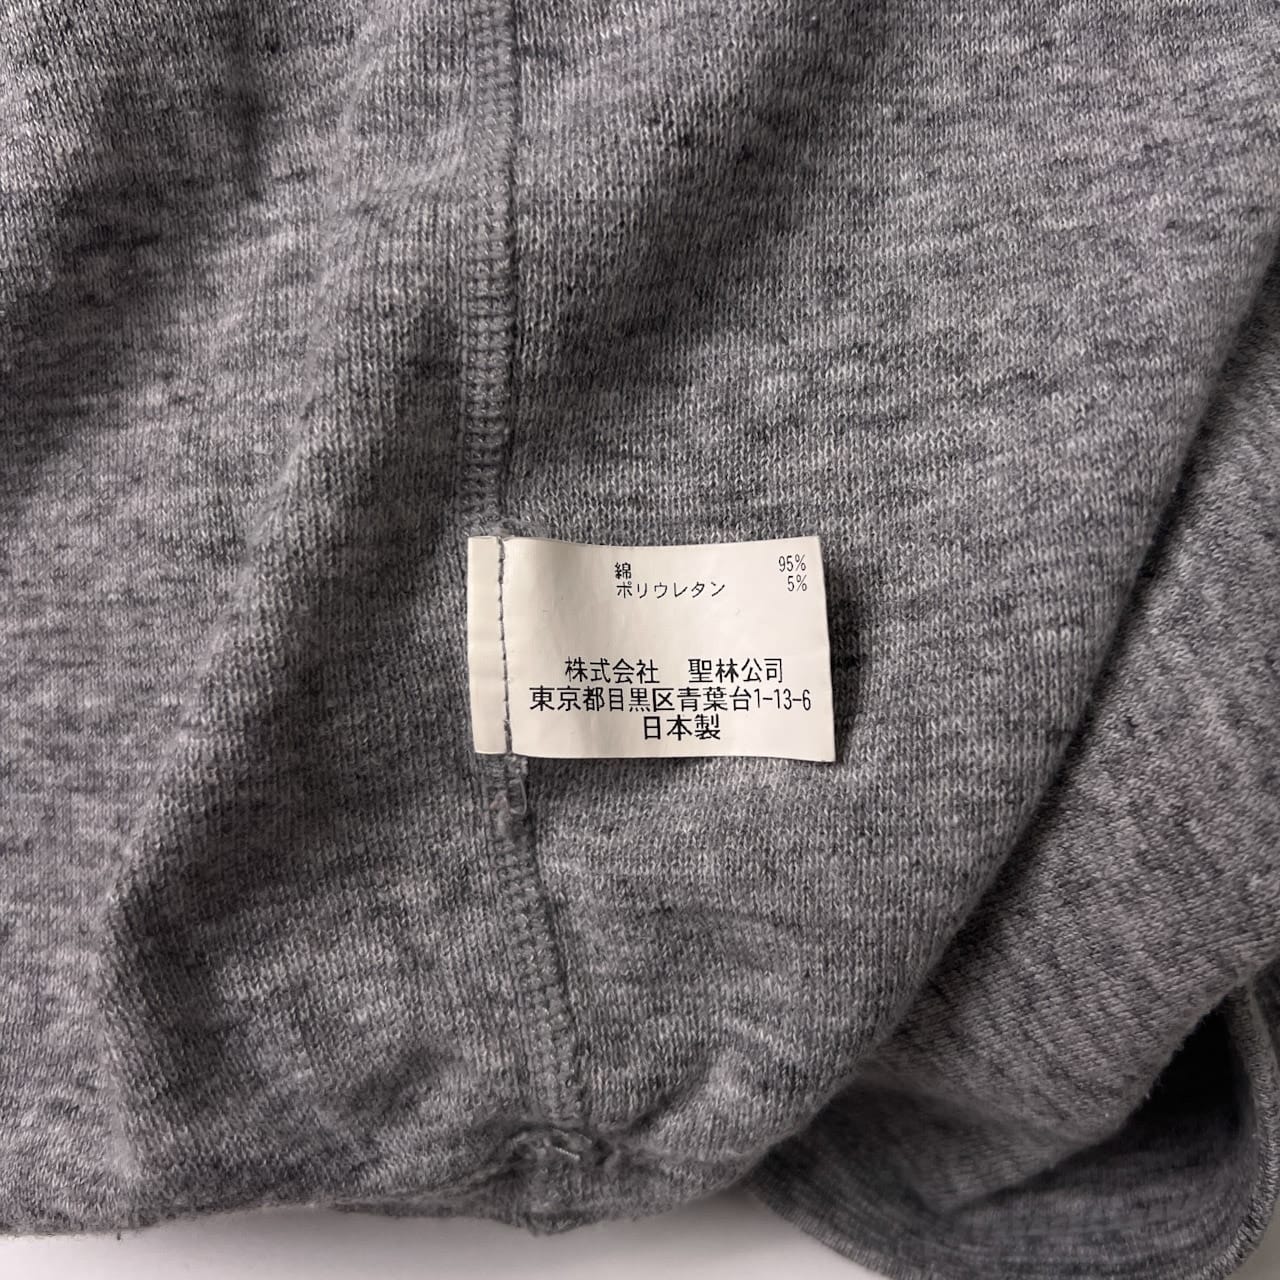 綿 95%
ポリウレタン 5%
株式会社 聖林公司
東京都目黒区青葉台1-13-6
日本製